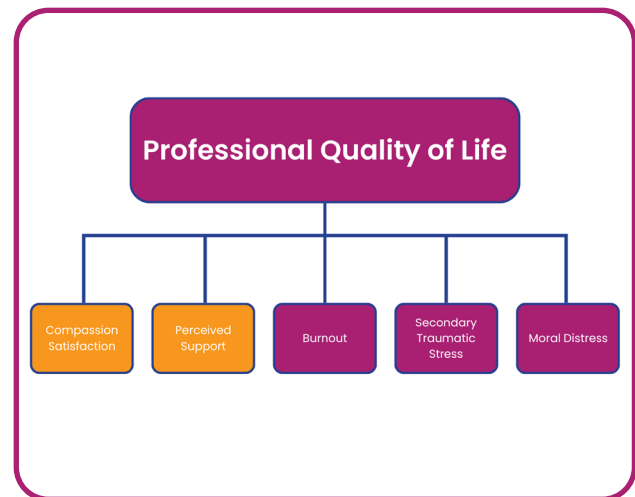 Professional Quality of Life
Compassion
Satisfaction
Perceived
Support
Burnout
Secondary
Traumatic
Stress
Moral Distress